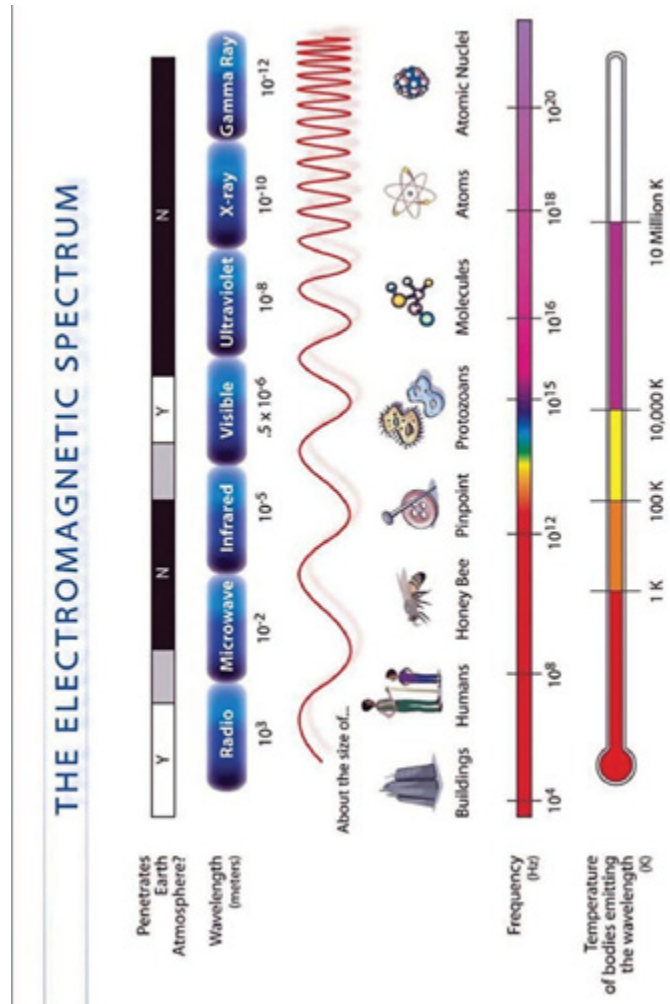 THE ELECTROMAGNETIC SPECTRUM
Penetrates
Earth
Atmosphere?
Y
N
Y
N
Wavelength
(meters)
Radio
Microwave
Infrared
Visible
Ultraviolet
X-ray
Gamma Ray
10³
10⁻²
10⁻⁵
.5 x 10⁻⁶
10⁻⁸
10⁻¹⁰
10⁻¹²
About the size of...
Buildings
Humans
Honey Bee
Pinpoint
Protozoans
Molecules
Atoms
Atomic Nuclei
Frequency
(Hz)
10⁴
10⁸
10¹²
10¹⁵
10¹⁶
10¹⁸
10²⁰
Temperature
of bodies emitting
the wavelength
(K)
1 K
100 K
10,000 K
10 Million K